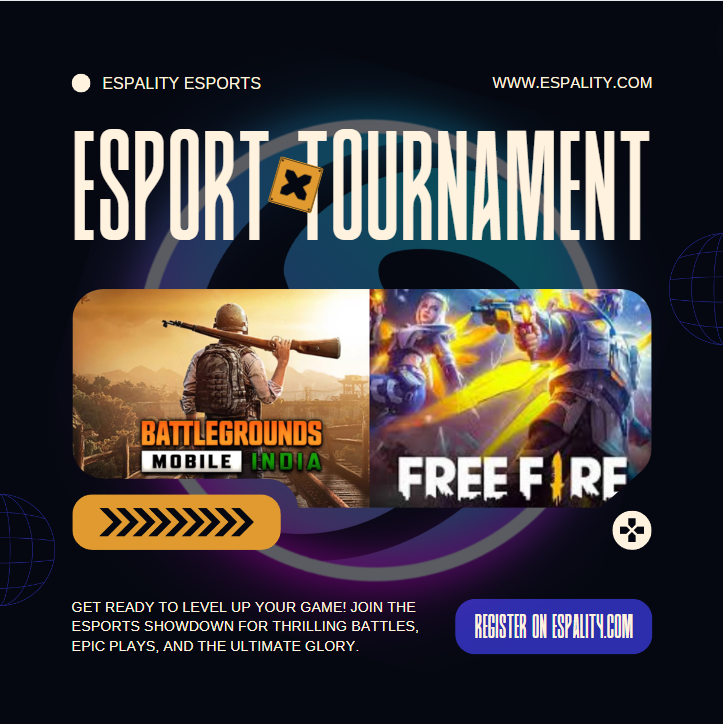 ESPALITY ESPORTS
WWW.ESPALITY.COM
ESPORT TOURNAMENT
BATTLEGROUNDS
MOBILE INDIA
FREE FIRE
GET READY TO LEVEL UP YOUR GAME! JOIN THE
ESPORTS SHOWDOWN FOR THRILLING BATTLES,
EPIC PLAYS, AND THE ULTIMATE GLORY.
REGISTER ON ESPALITY.COM